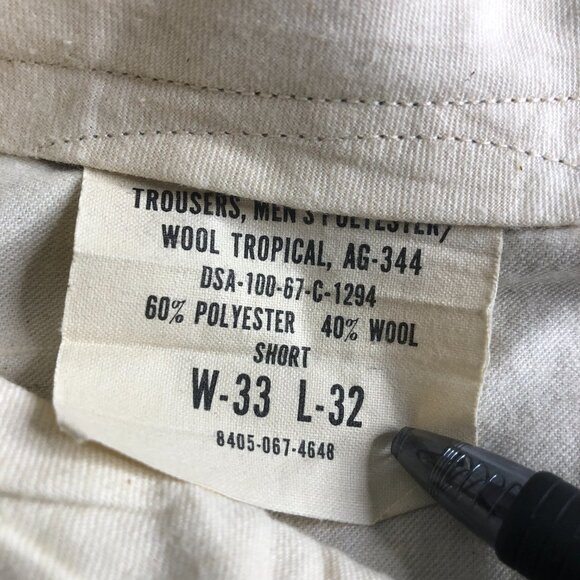 TROUSERS, MEN'S POLYESTER/
WOOL TROPICAL, AG-344
DSA-100-67-C-1294
60% POLYESTER 40% WOOL
SHORT
W-33 L-32
8405-067-4648